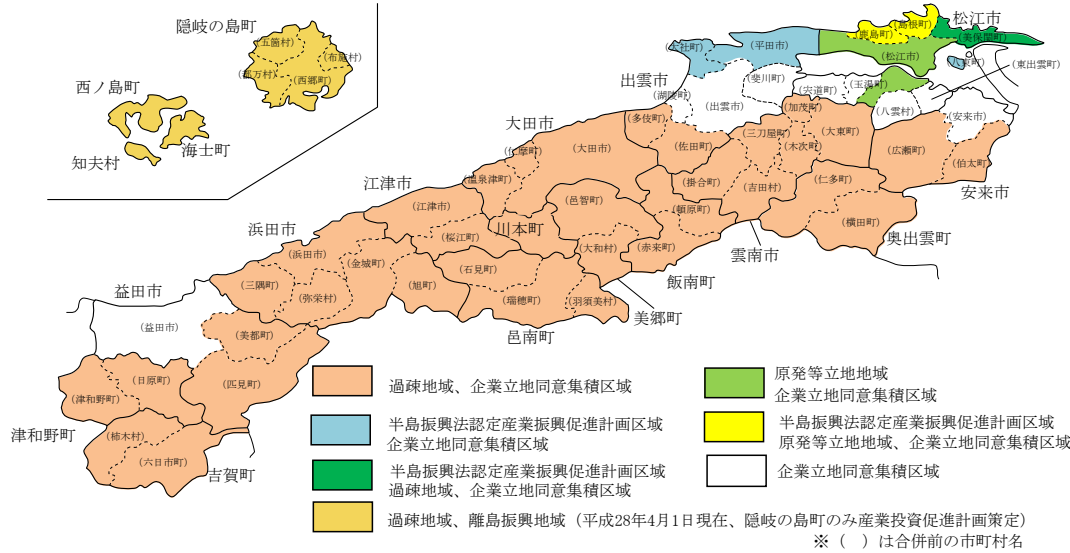 隠岐の島町
(五箇村)
(布施村)
(都万村)
(西郷町)
西ノ島町
海士町
知夫村
松江市
(島根町)
(鹿島町)
(美保関町)
(大社町)
(平田市)
(松江市)
(八束町)
(東出雲町)
出雲市
(斐川町)
(湖陵町)
(出雲市)
(宍道町)
(玉湯町)
(八雲村)
(安来市)
(多伎町)
(加茂町)
大田市
(三刀屋町)
(大東町)
(仁摩町)
(大田市)
(佐田町)
(木次町)
(広瀬町)
(伯太町)
(温泉津町)
(掛合町)
(吉田村)
(仁多町)
安来市
江津市
(江津市)
(邑智町)
(頓原町)
(横田町)
川本町
(桜江町)
奥出雲町
浜田市
(浜田市)
(大和村)
(赤来町)
雲南市
(金城町)
(石見町)
飯南町
(三隅町)
(旭町)
(弥栄村)
(瑞穂町)
(羽須美村)
益田市
美郷町
(益田市)
(美都町)
邑南町
(日原町)
(匹見町)
(津和野町)
津和野町
(柿木村)
(六日市町)
吉賀町
過疎地域、企業立地同意集積区域
半島振興法認定産業振興促進計画区域
企業立地同意集積区域
半島振興法認定産業振興促進計画区域
過疎地域、企業立地同意集積区域
過疎地域、離島振興地域（平成28年4月1日現在、隠岐の島町のみ産業投資促進計画策定）
原発等立地地域
企業立地同意集積区域
半島振興法認定産業振興促進計画区域
原発等立地地域、企業立地同意集積区域
企業立地同意集積区域
※（　）は合併前の市町村名